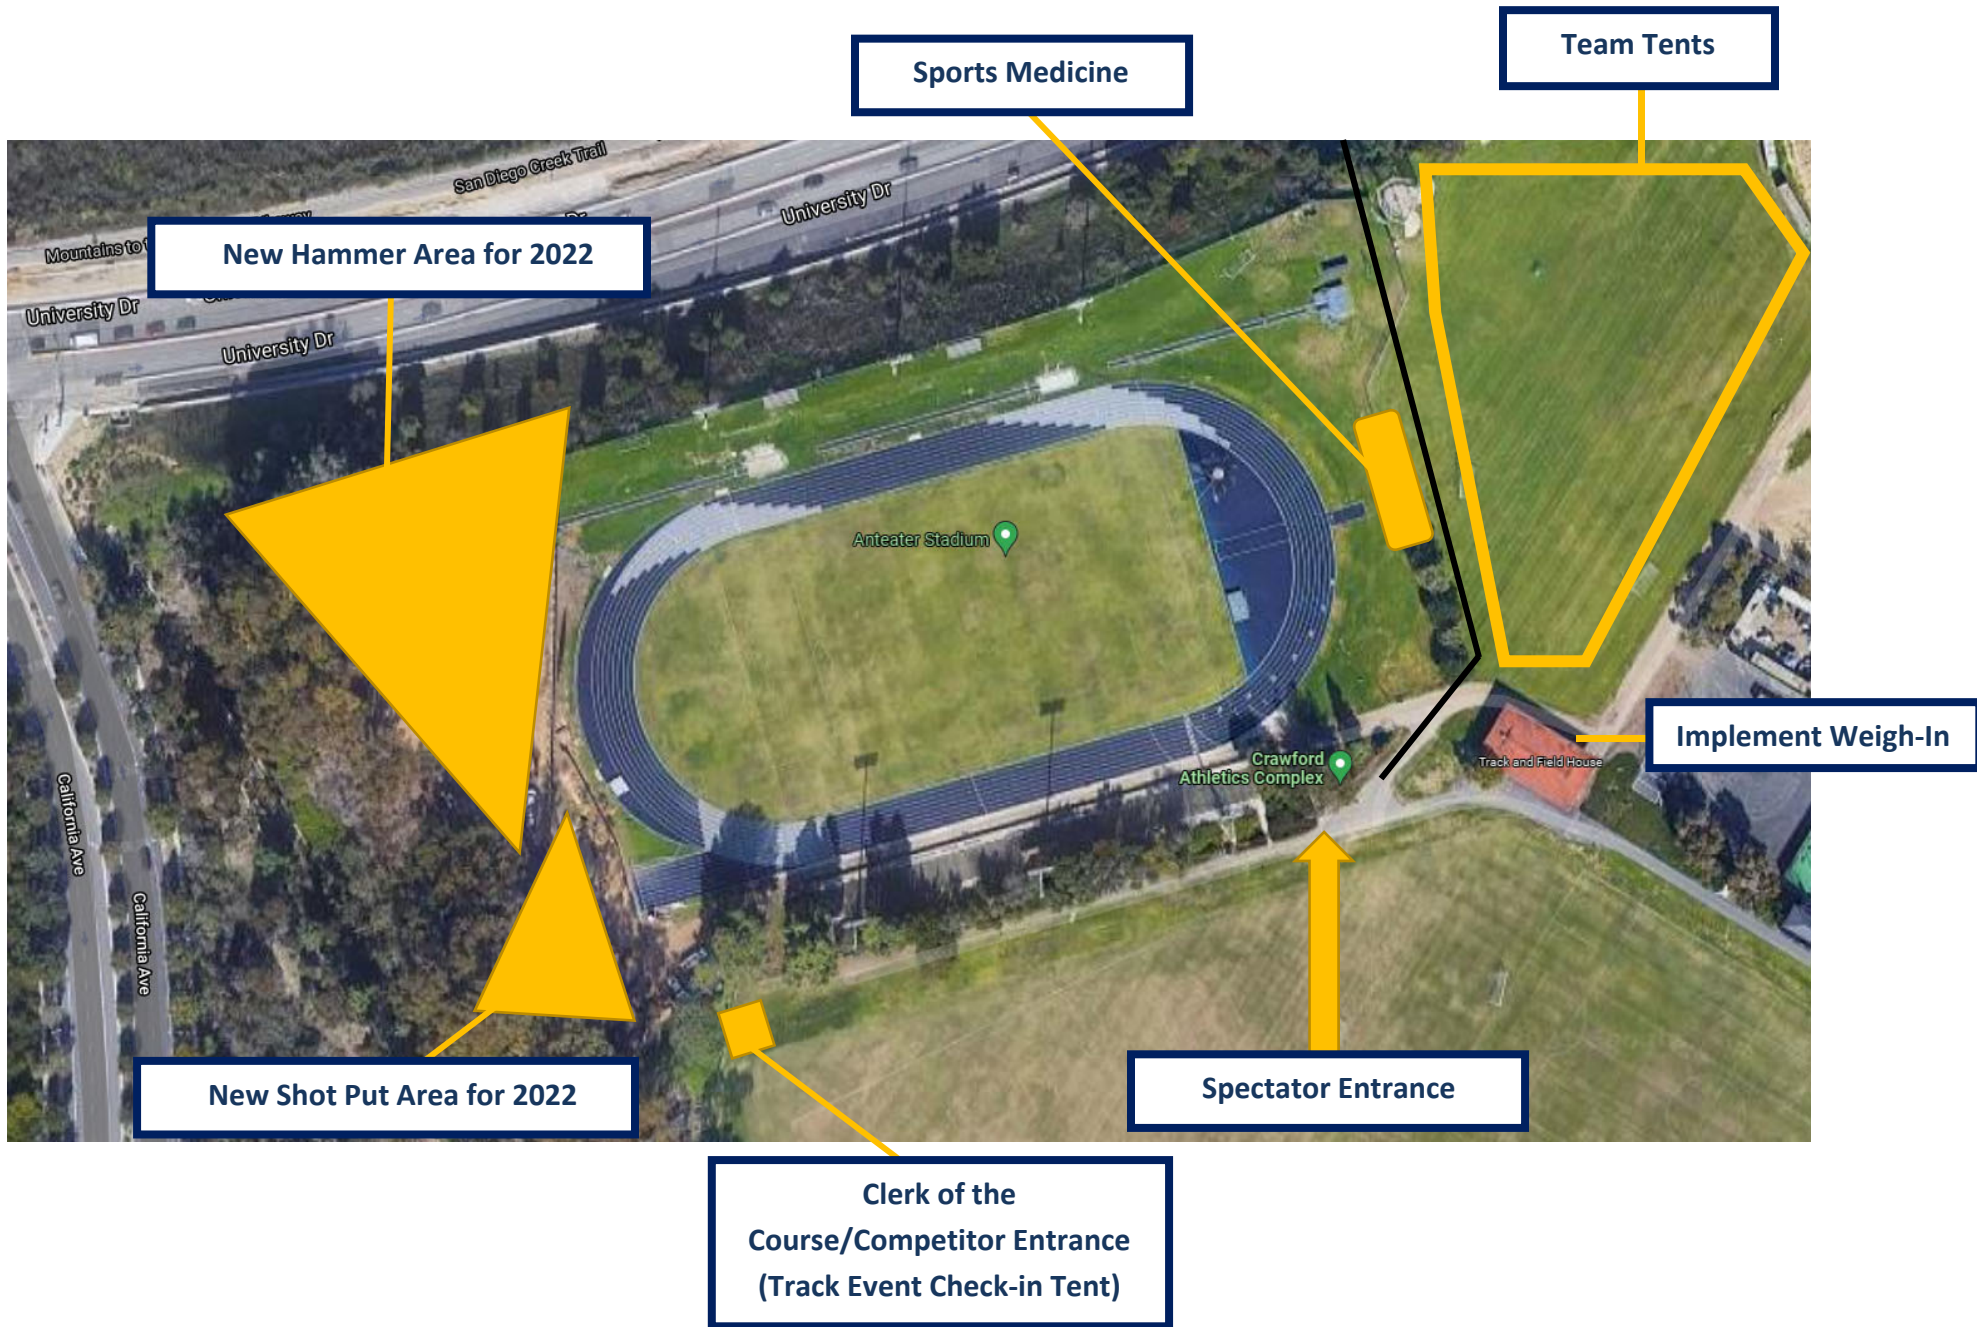 Team Tents
Sports Medicine
San Diego Creek Trail
University Dr
New Hammer Area for 2022
Mountains to
University Dr
University Dr
Anteater Stadium
Implement Weigh-In
Crawford
Athletics Complex
Track and Field House
California Ave
California Ave
New Shot Put Area for 2022
Spectator Entrance
Clerk of the
Course/Competitor Entrance
(Track Event Check-in Tent)